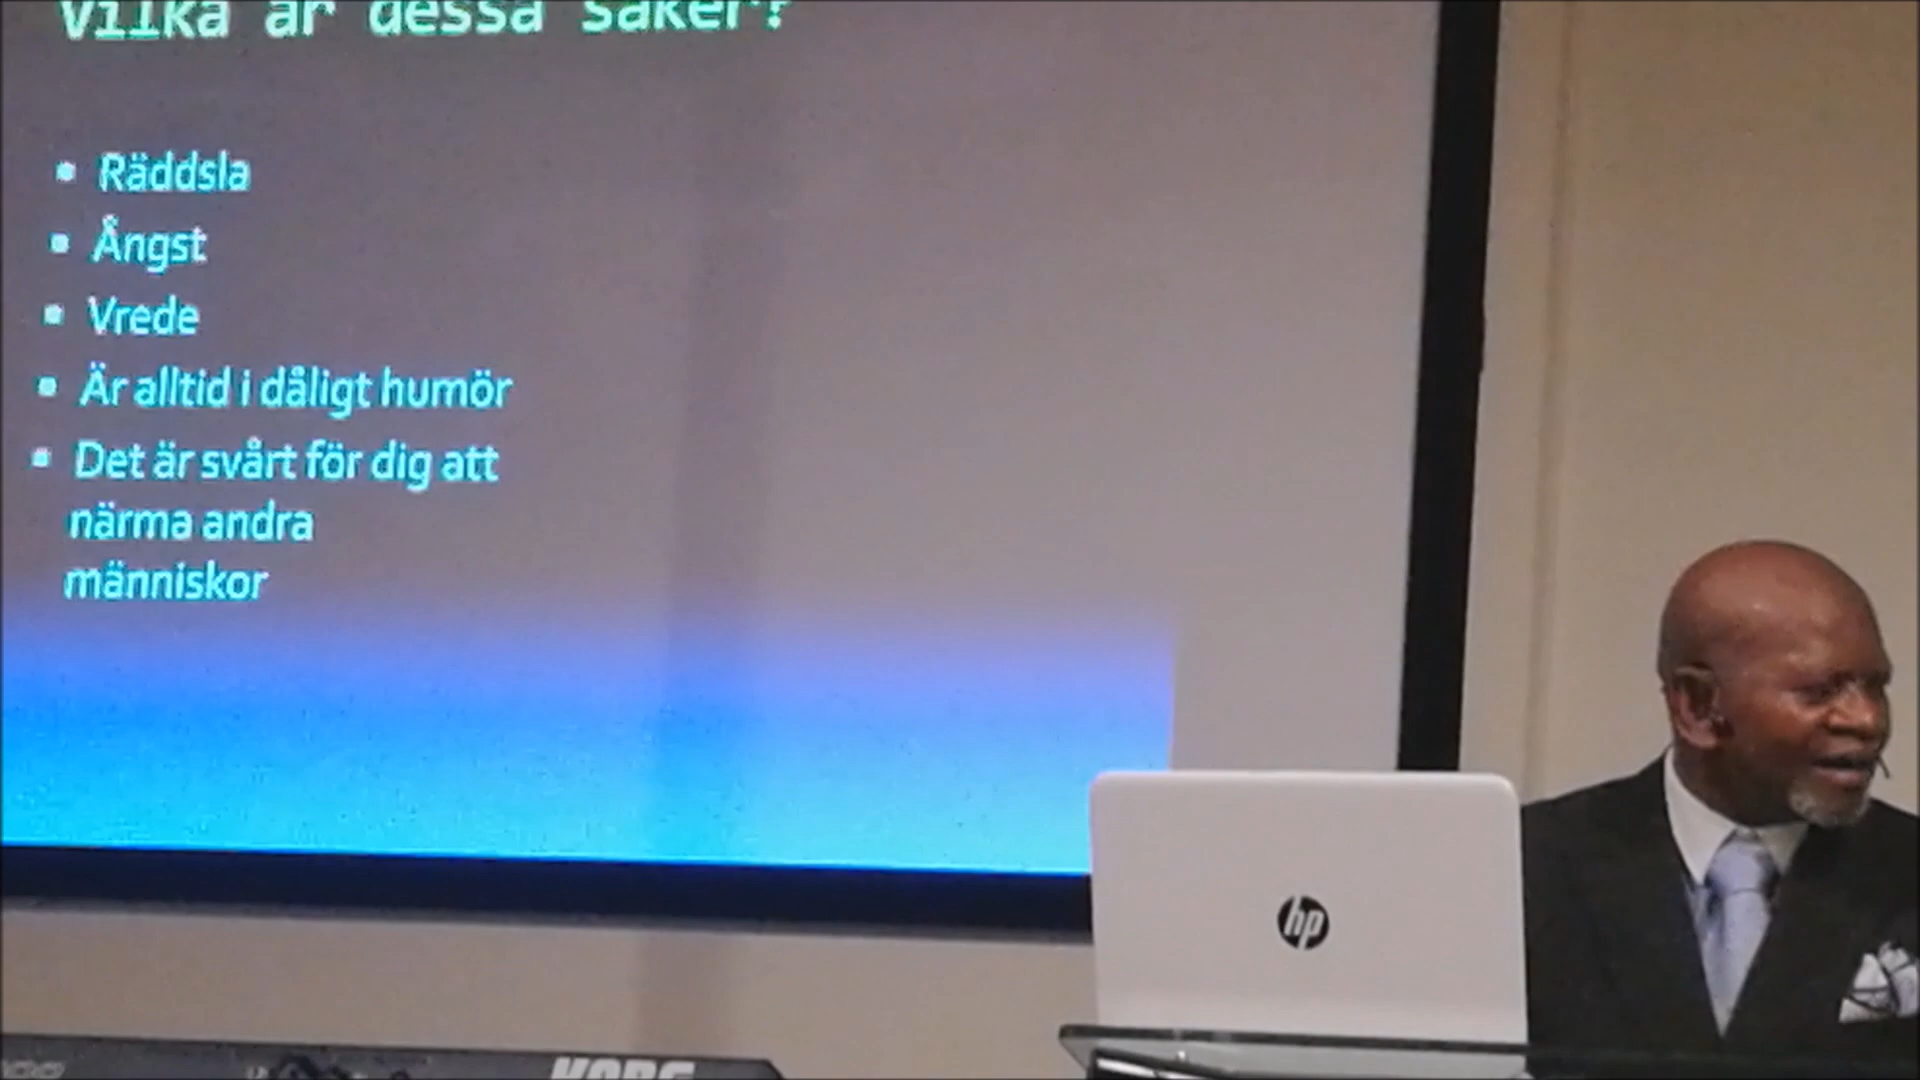 Vilka är dessa saker?
• Räddsla
• Ångst
• Vrede
• Är alltid i dåligt humör
• Det är svårt för dig att
närma andra
människor
hp
KORG